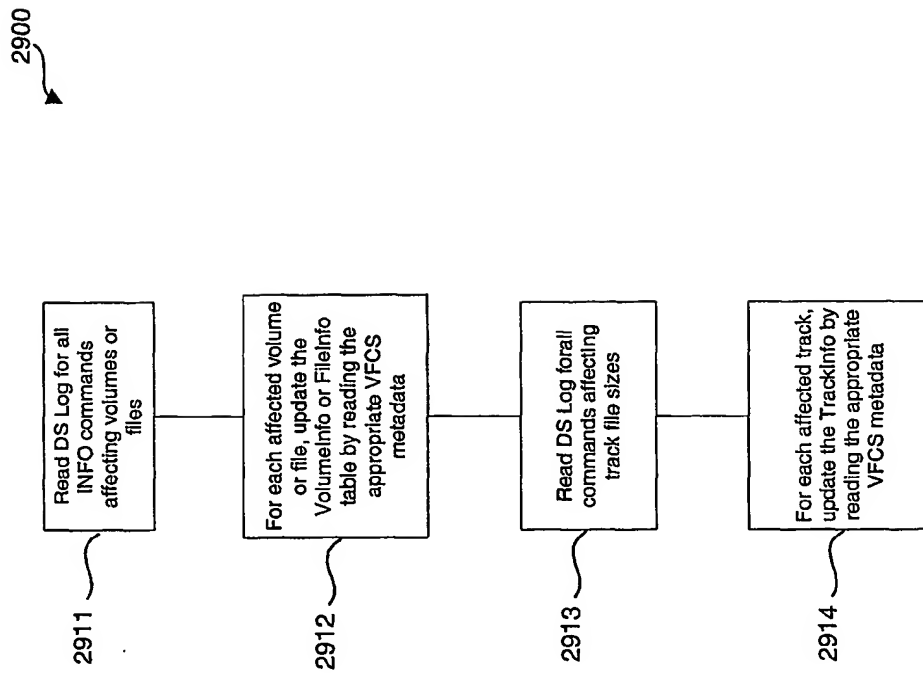 2900
2911
Read DS Log for all
INFO commands
affecting volumes or
files
2912
For each affected volume
or file, update the
VolumeInfo or FileInfo
table by reading the
appropriate VFCS
metadata
2913
Read DS Log forall
commands affecting
track file sizes
2914
For each affected track,
update the TrackInfo by
reading the appropriate
VFCS metadata